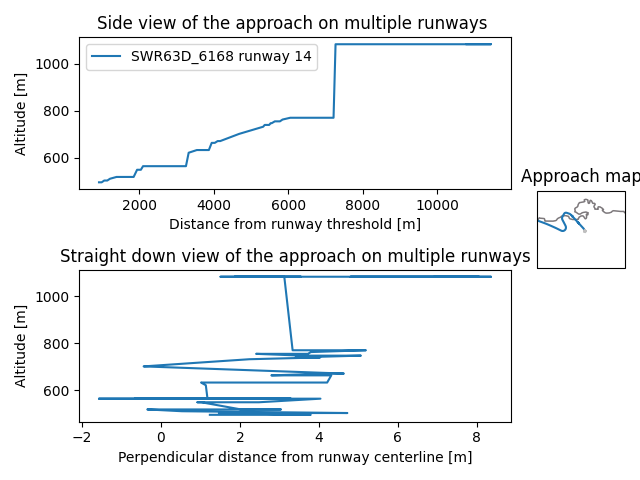 Side view of the approach on multiple runways
SWR63D_6168 runway 14
Altitude [m]
1000
800
600
2000 4000 6000 8000 10000
Distance from runway threshold [m]
Approach map
Straight down view of the approach on multiple runways
Altitude [m]
1000
800
600
−2 0 2 4 6 8
Perpendicular distance from runway centerline [m]